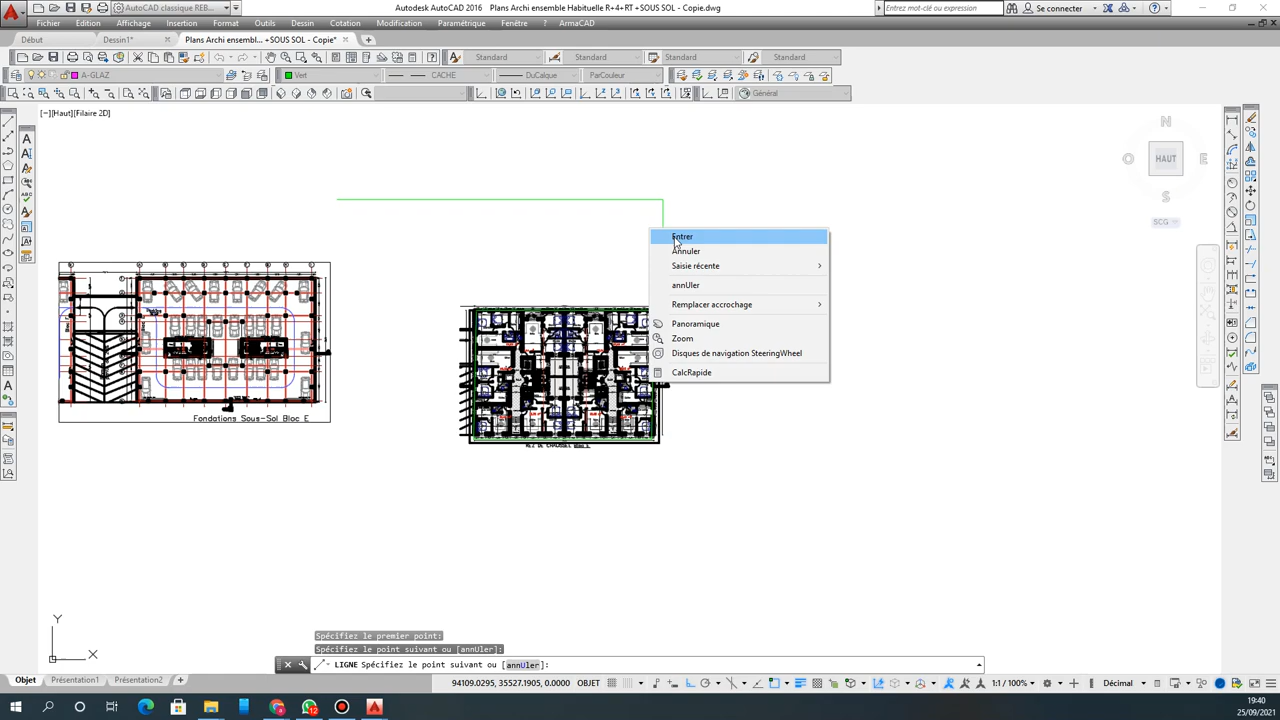 AutoCAD classique REB...
Autodesk AutoCAD 2016 Plans Archi ensemble Habituelle R+4+RT +SOUS SOL - Copie.dwg
Entrez mot-clé ou expression
Se connecter
Fichier Edition Affichage Insertion Format Outils Dessin Cotation Modification Paramétrique Fenêtre ? ArmaCAD
Début Dessin1* Plans Archi ensembl... +SOUS SOL - Copie*
Standard Standard Standard Standard
A-GLAZ Vert CACHE DuCalque ParCouleur
Général
[−][Haut][Filaire 2D]
N
O HAUT E
S
SCG
Entrer
Annuler
Saisie récente
annUler
Remplacer accrochage
Panoramique
Zoom
Disques de navigation SteeringWheel
CalcRapide
Fondations Sous-Sol Bloc E
Y
X
Spécifiez le premier point:
Spécifiez le point suivant ou [annUler]:
LIGNE Spécifiez le point suivant ou [annUler]:
Objet Présentation1 Présentation2
94109.0295, 35527.1905, 0.0000 OBJET
1:1 / 100% Décimal
12
19:40
25/09/2021